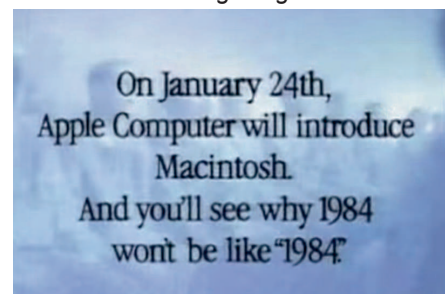 On January 24th,
Apple Computer will introduce
Macintosh.
And you'll see why 1984
won't be like “1984.”